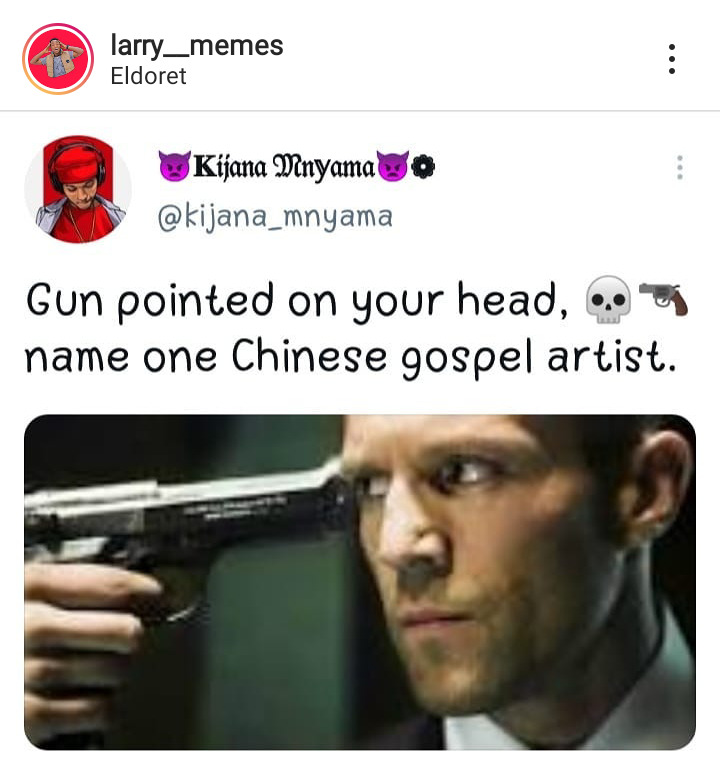 larry__memes
Eldoret
😈𝕶𝖎𝖏𝖆𝖓𝖆 𝕸𝖓𝖞𝖆𝖒𝖆😈
@kijana_mnyama
Gun pointed on your head, 💀🔫
name one Chinese gospel artist.